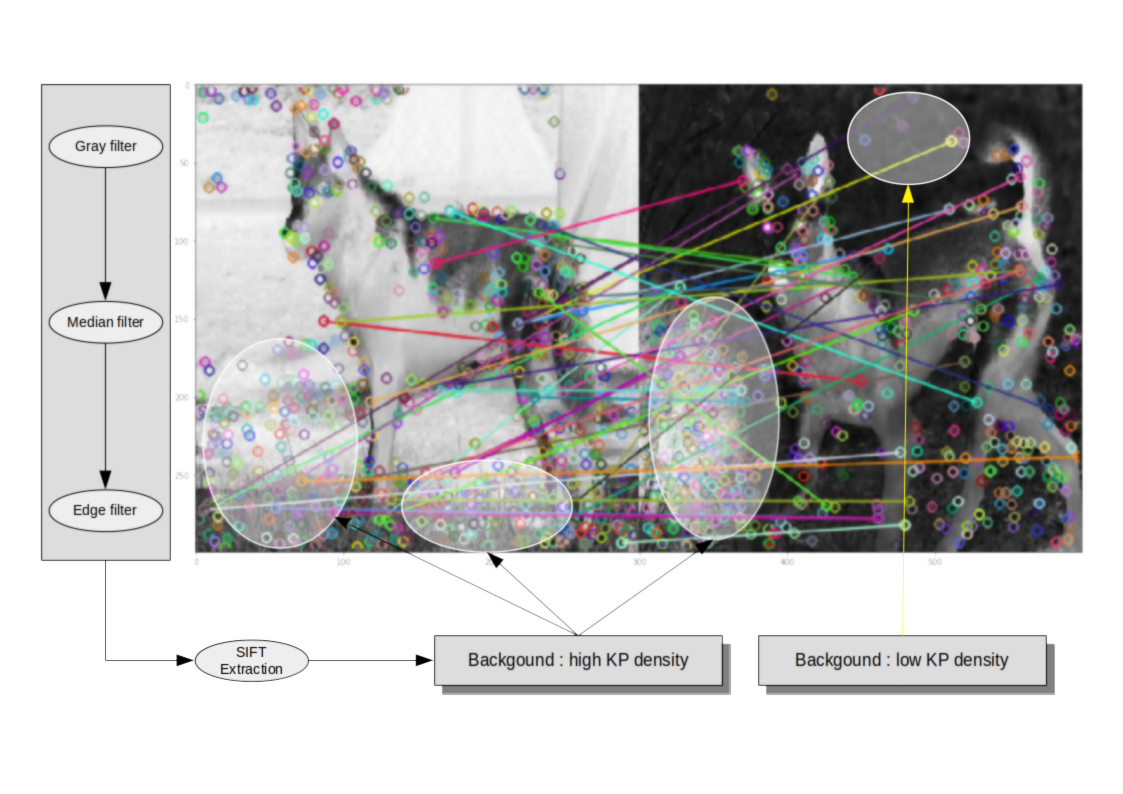 Gray filter
Median filter
Edge filter
0
50
100
150
200
250
0
100
300
400
500
SIFT
Extraction
Backgound : high KP density
Backgound : low KP density